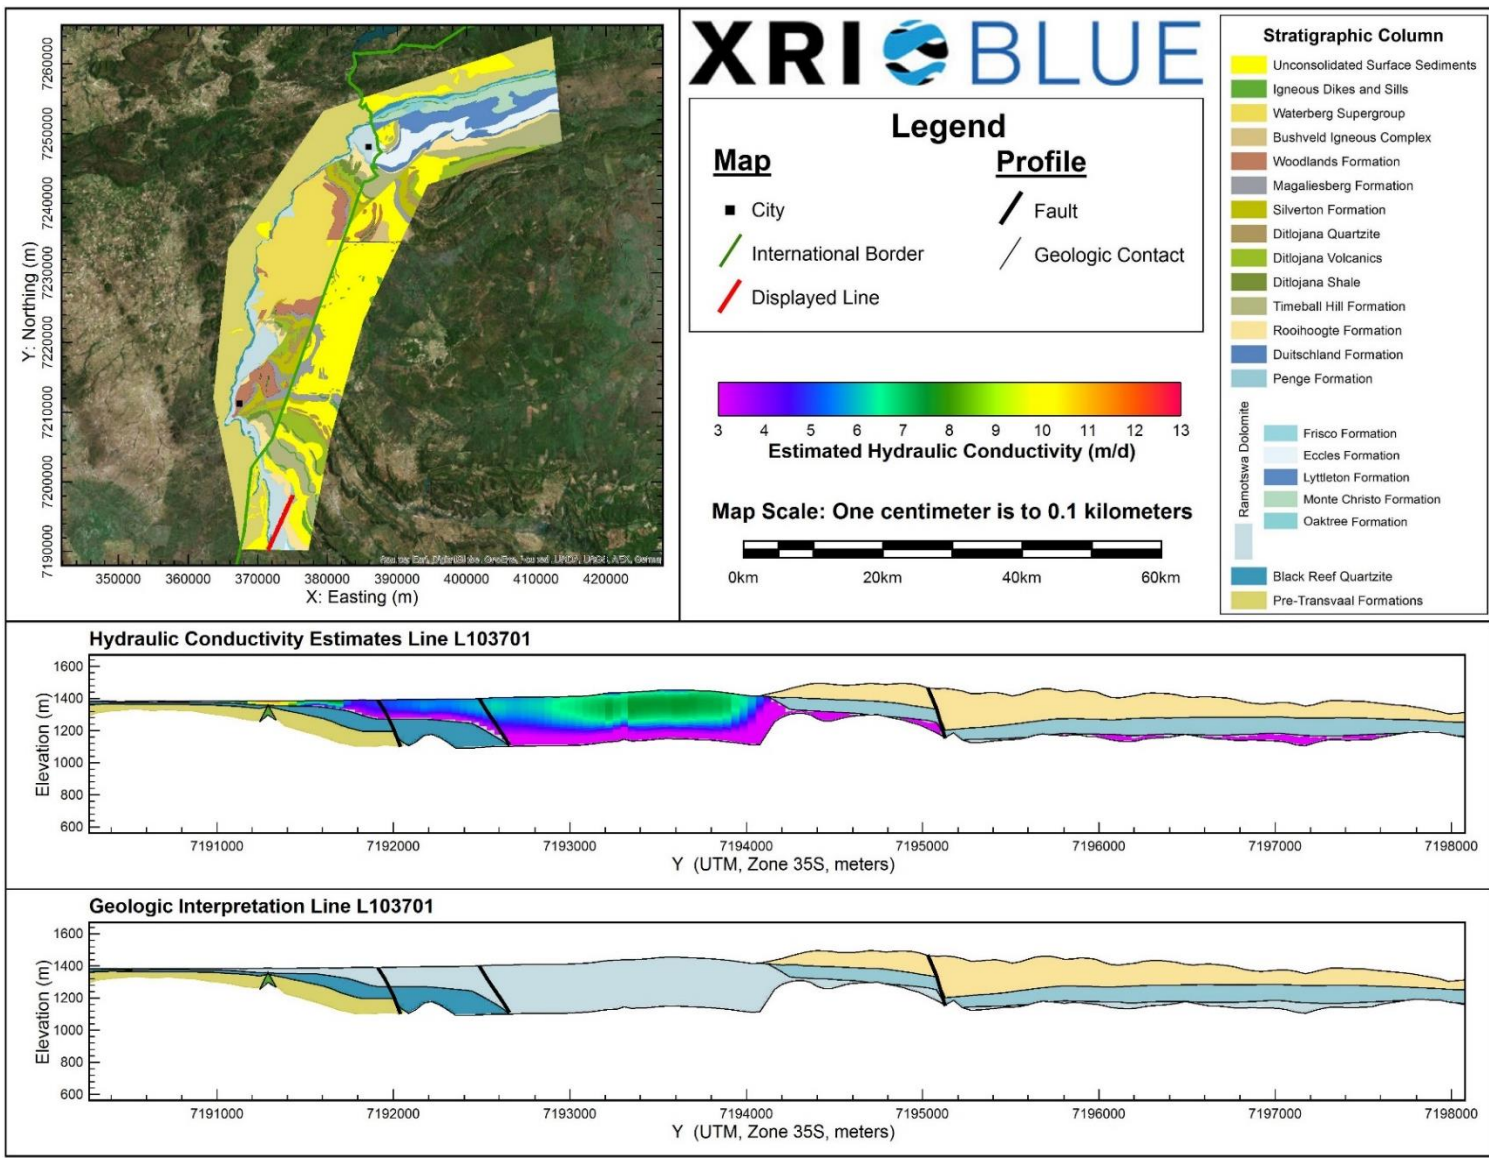 XRI BLUE
Y: Northing (m)
7260000
7250000
7240000
7230000
7220000
7210000
7200000
7190000
350000 360000 370000 380000 390000 400000 410000 420000
X: Easting (m)
Legend
Map
City
International Border
Displayed Line
Profile
Fault
Geologic Contact
3 4 5 6 7 8 9 10 11 12 13
Estimated Hydraulic Conductivity (m/d)
Map Scale: One centimeter is to 0.1 kilometers
0km 20km 40km 60km
Stratigraphic Column
Unconsolidated Surface Sediments
Igneous Dikes and Sills
Waterberg Supergroup
Bushveld Igneous Complex
Woodlands Formation
Magaliesberg Formation
Silverton Formation
Ditlojana Quartzite
Ditlojana Volcanics
Ditlojana Shale
Timeball Hill Formation
Rooihoogte Formation
Duitschland Formation
Penge Formation
Ramotswa Dolomite
Frisco Formation
Eccles Formation
Lyttleton Formation
Monte Christo Formation
Oaktree Formation
Black Reef Quartzite
Pre-Transvaal Formations
Hydraulic Conductivity Estimates Line L103701
Elevation (m)
1600
1400
1200
1000
800
600
7191000 7192000 7193000 7194000 7195000 7196000 7197000 7198000
Y (UTM, Zone 35S, meters)
Geologic Interpretation Line L103701
Elevation (m)
1600
1400
1200
1000
800
600
7191000 7192000 7193000 7194000 7195000 7196000 7197000 7198000
Y (UTM, Zone 35S, meters)